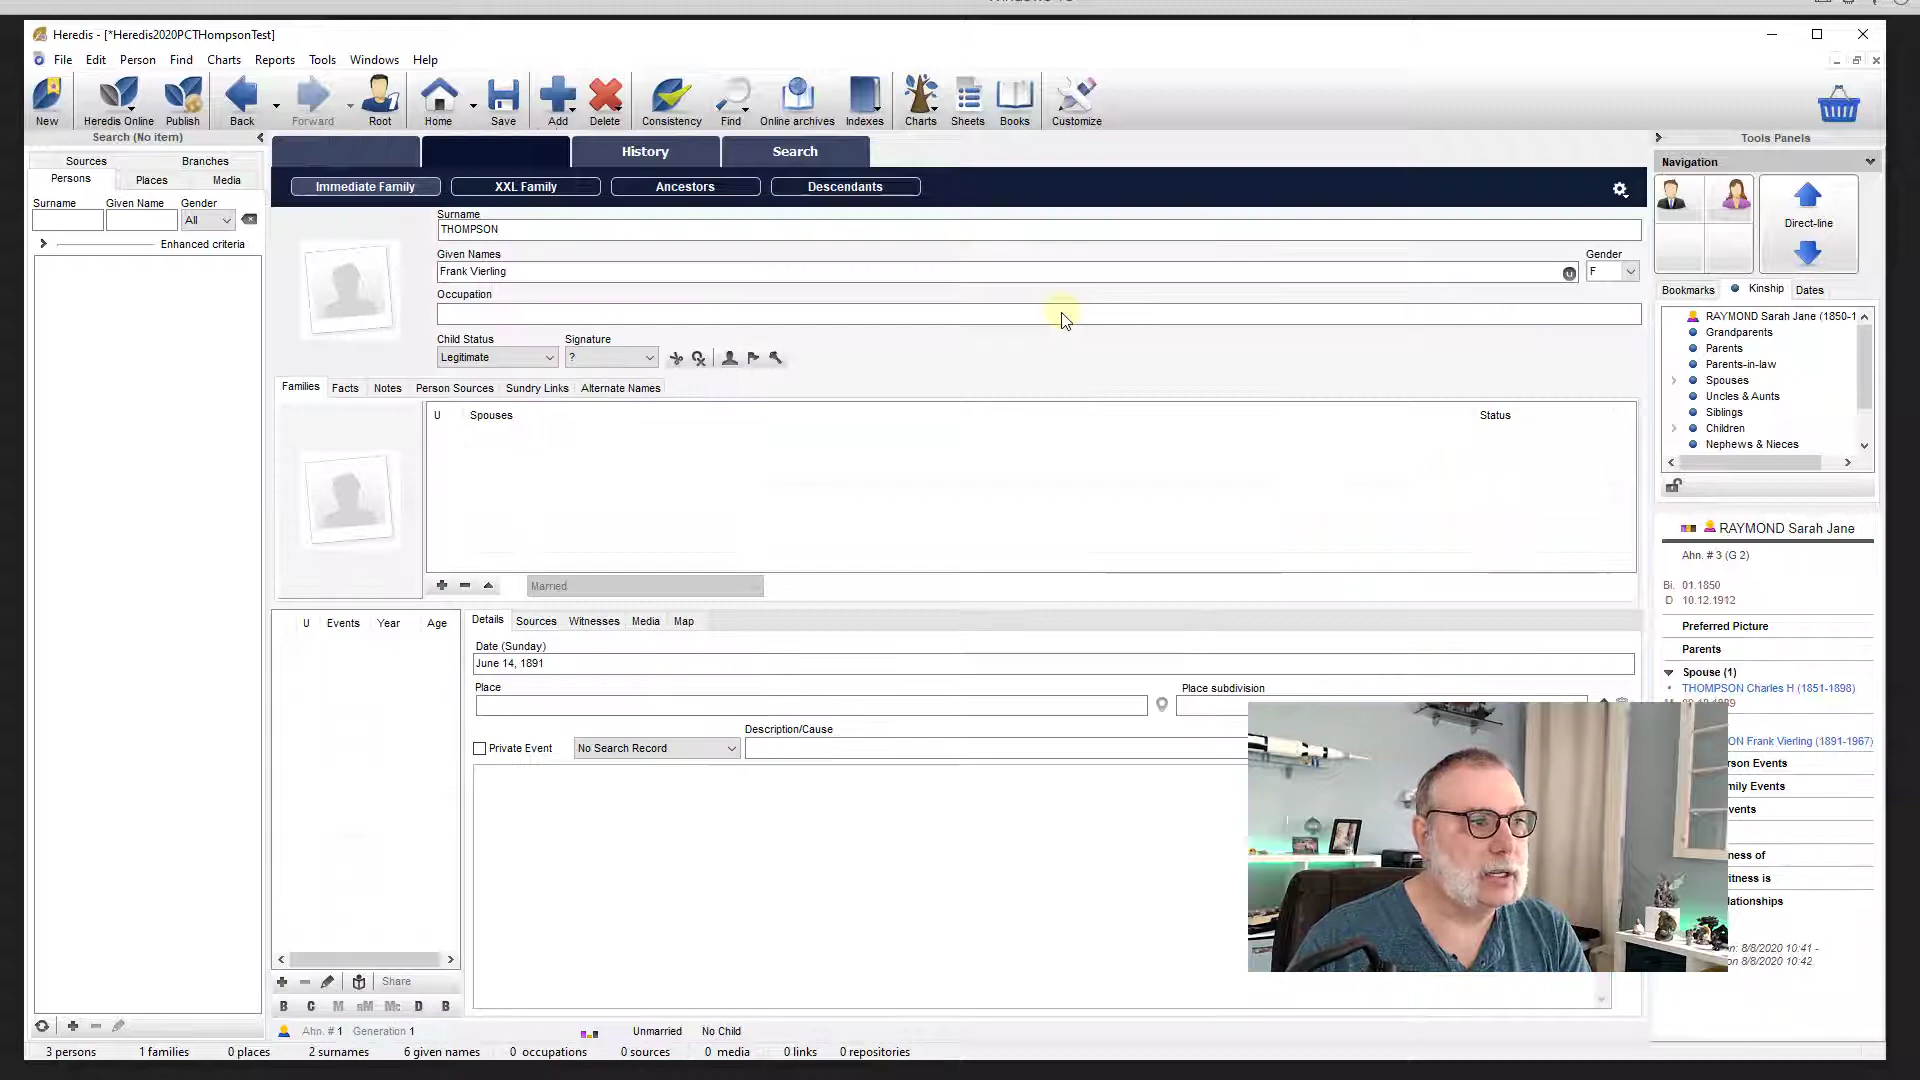 Heredis - [*Heredis2020PCTHompsonTest]
File Edit Person Find Charts Reports Tools Windows Help
New Heredis Online Publish Back Forward Root Home Save Add Delete Consistency Find Online archives Indexes Charts Sheets Books Customize
Search (No item)
Sources Branches
Persons Places Media
Surname Given Name Gender
All
Enhanced criteria
History Search
Immediate Family XXL Family Ancestors Descendants
Surname
THOMPSON
Given Names
Frank Vierling
Gender
F
Occupation
Child Status Signature
Legitimate ?
Families Facts Notes Person Sources Sundry Links Alternate Names
U Spouses Status
Married
U Events Year Age
Details Sources Witnesses Media Map
Date (Sunday)
June 14, 1891
Place Place subdivision
Description/Cause
Private Event No Search Record
Share
B C M D B
Ahn. # 1 Generation 1 Unmarried No Child
3 persons 1 families 0 places 2 surnames 6 given names 0 occupations 0 sources 0 media 0 links 0 repositories
Tools Panels
Navigation
Direct-line
Bookmarks Kinship Dates
RAYMOND Sarah Jane (1850-1
Grandparents
Parents
Parents-in-law
Spouses
Uncles & Aunts
Siblings
Children
Nephews & Nieces
RAYMOND Sarah Jane
Ahn. # 3 (G 2)
Bi. 01.1850
D 10.12.1912
Preferred Picture
Parents
Spouse (1)
THOMPSON Charles H (1851-1898)
ON Frank Vierling (1891-1967)
rson Events
mily Events
vents
ness of
itness is
lationships
n: 8/8/2020 10:41 -
on 8/8/2020 10:42